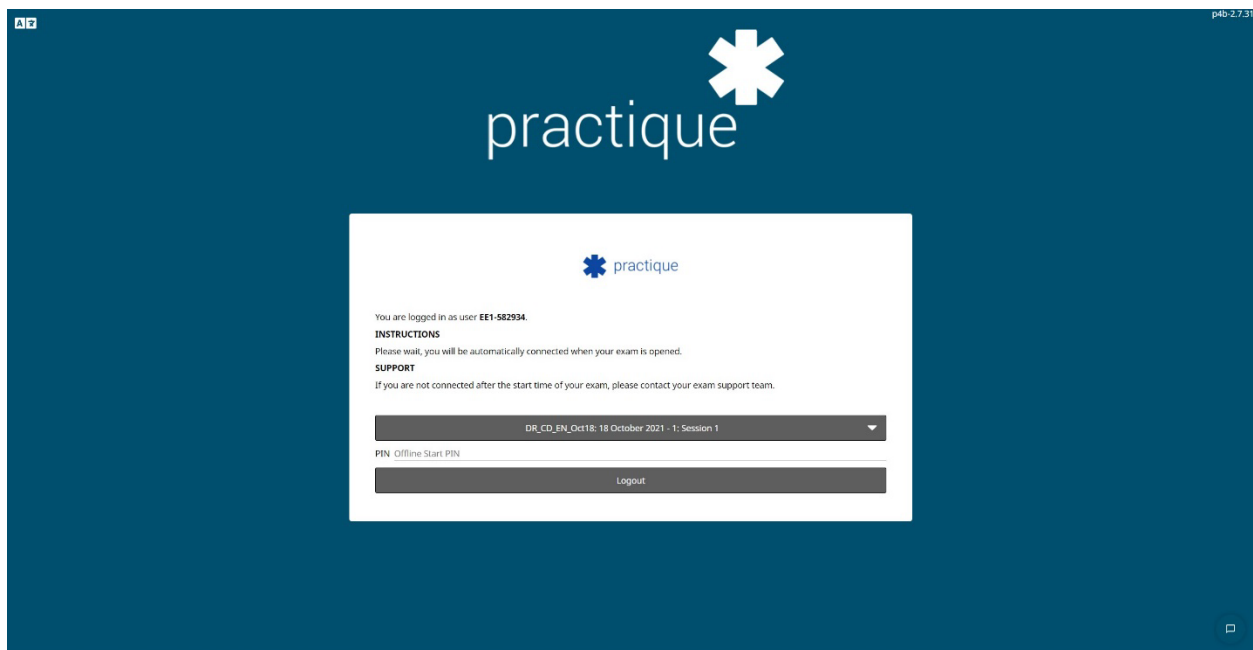 A
p4b-2.7.31
practique
practique
You are logged in as user EE1-582934.
INSTRUCTIONS
Please wait, you will be automatically connected when your exam is opened.
SUPPORT
If you are not connected after the start time of your exam, please contact your exam support team.
DR_CD_EN_Oct18: 18 October 2021 - 1: Session 1
PIN Offline Start PIN
Logout